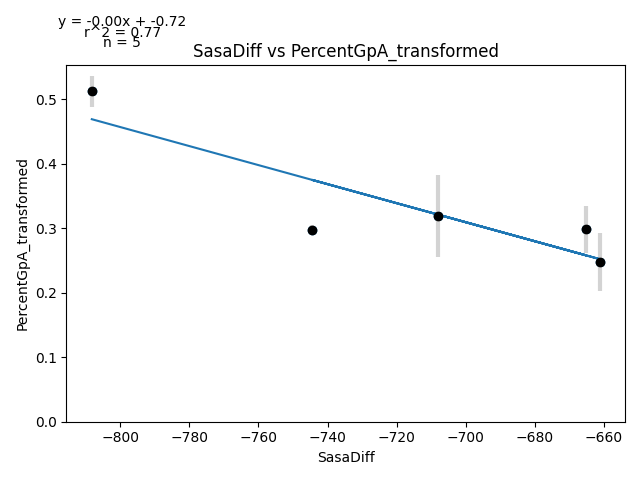 y = -0.00x + -0.72
r^2 = 0.77
n = 5
SasaDiff vs PercentGpA_transformed
PercentGpA_transformed
0.5
0.4
0.3
0.2
0.1
0.0
−800 −780 −760 −740 −720 −700 −680 −660
SasaDiff